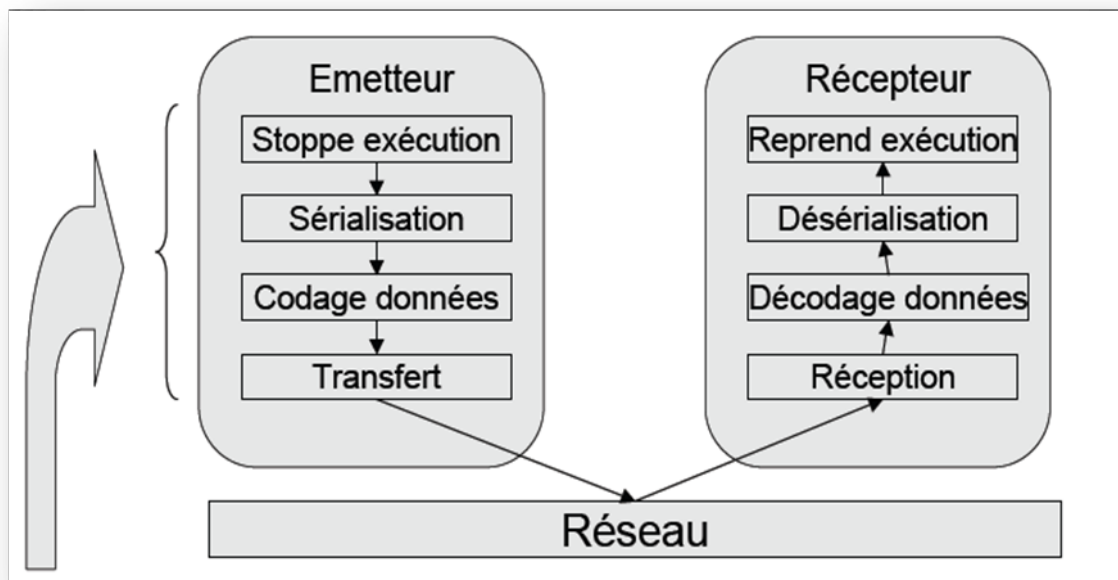 Emetteur
Stoppe exécution
Sérialisation
Codage données
Transfert
Récepteur
Reprend exécution
Désérialisation
Décodage données
Réception
Réseau